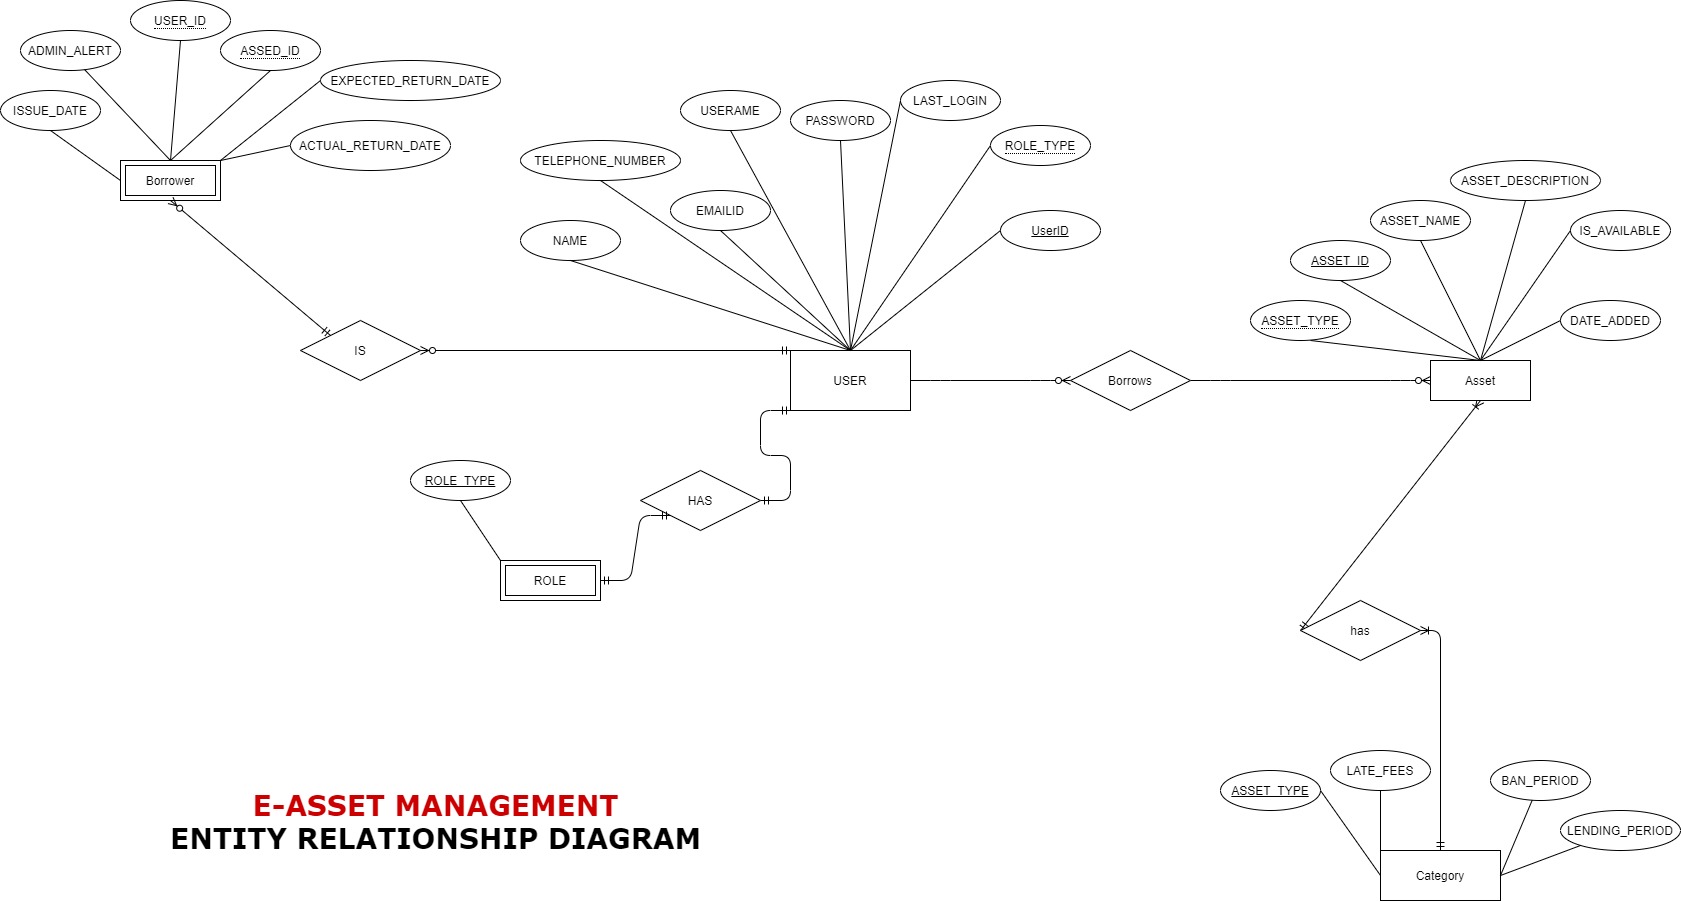 USER_ID
ADMIN_ALERT
ASSED_ID
EXPECTED_RETURN_DATE
ISSUE_DATE
ACTUAL_RETURN_DATE
Borrower
USERAME
PASSWORD
LAST_LOGIN
TELEPHONE_NUMBER
ROLE_TYPE
EMAILID
NAME
UserID
ASSET_DESCRIPTION
ASSET_NAME
IS_AVAILABLE
ASSET_ID
ASSET_TYPE
DATE_ADDED
IS
USER
Borrows
Asset
ROLE_TYPE
HAS
ROLE
has
ASSET_TYPE
LATE_FEES
BAN_PERIOD
LENDING_PERIOD
Category
E-ASSET MANAGEMENT
ENTITY RELATIONSHIP DIAGRAM